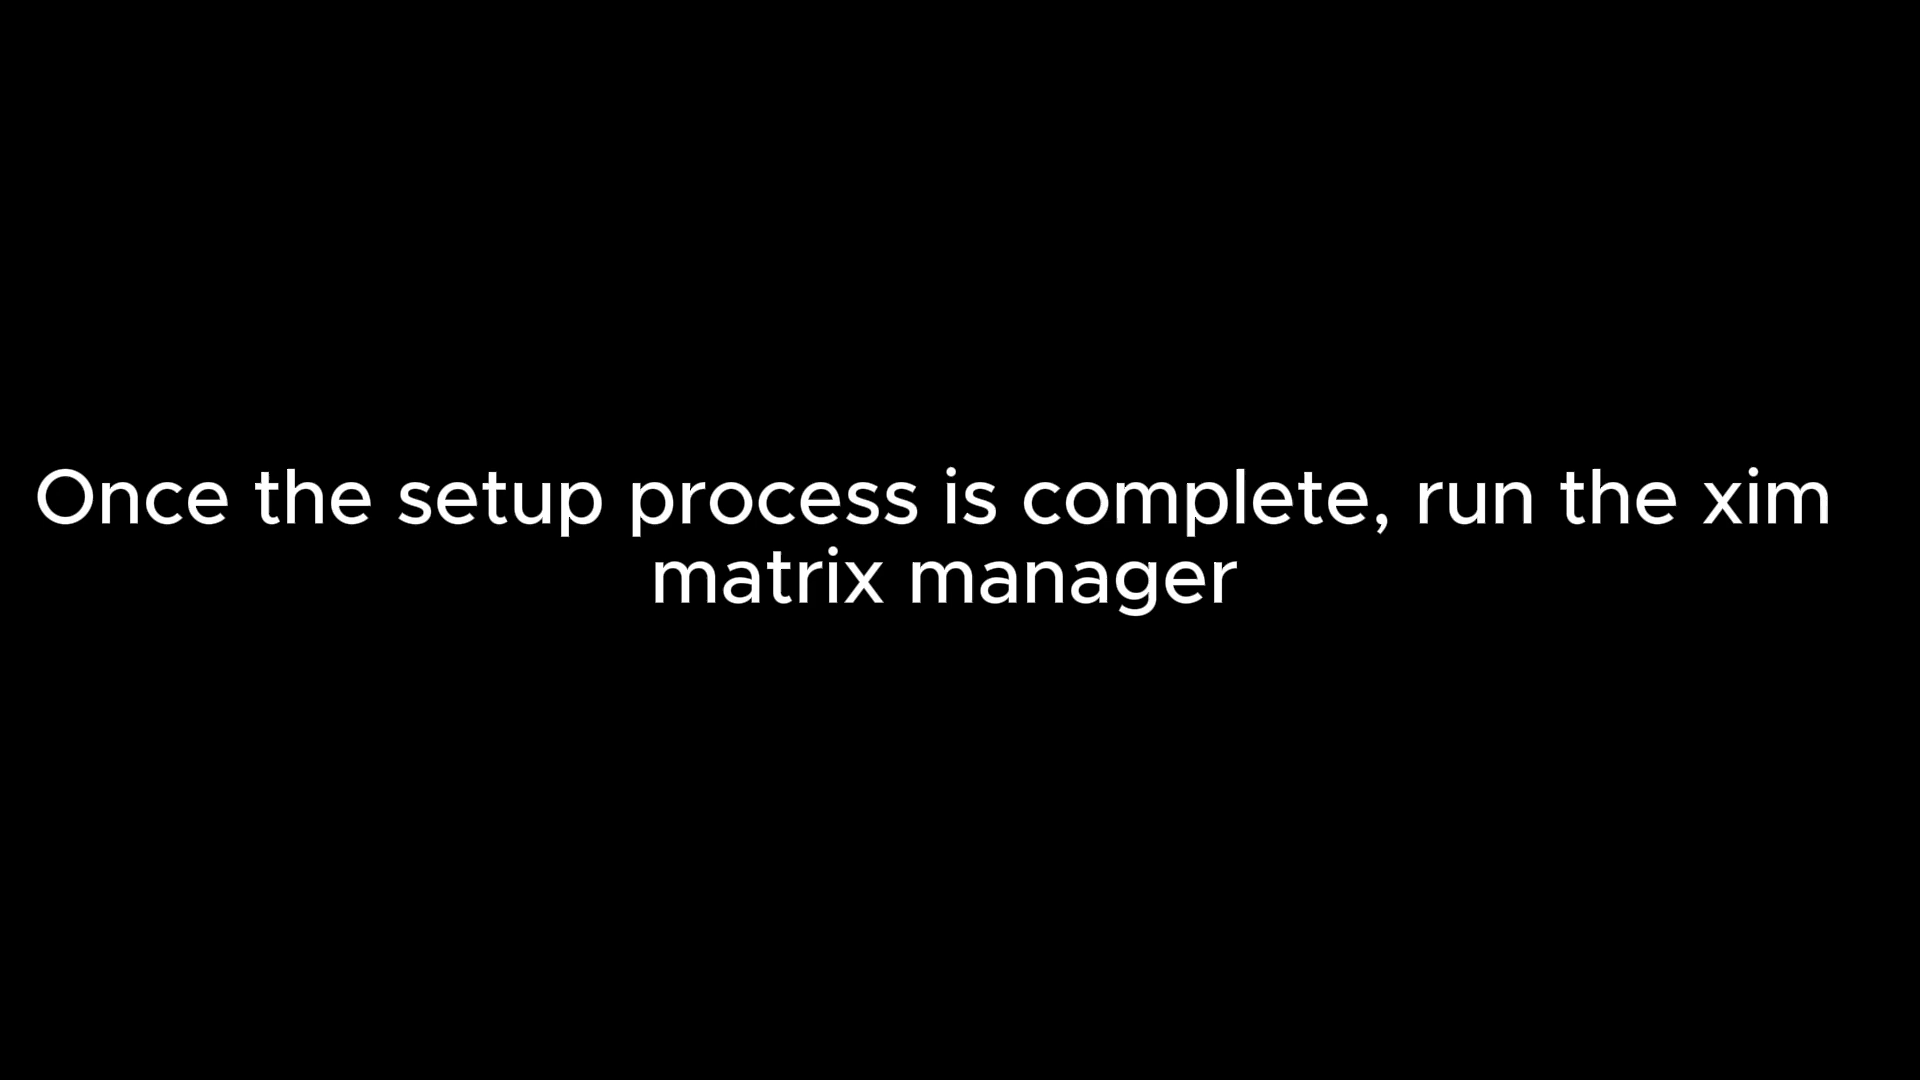 Once the setup process is complete, run the xim
matrix manager